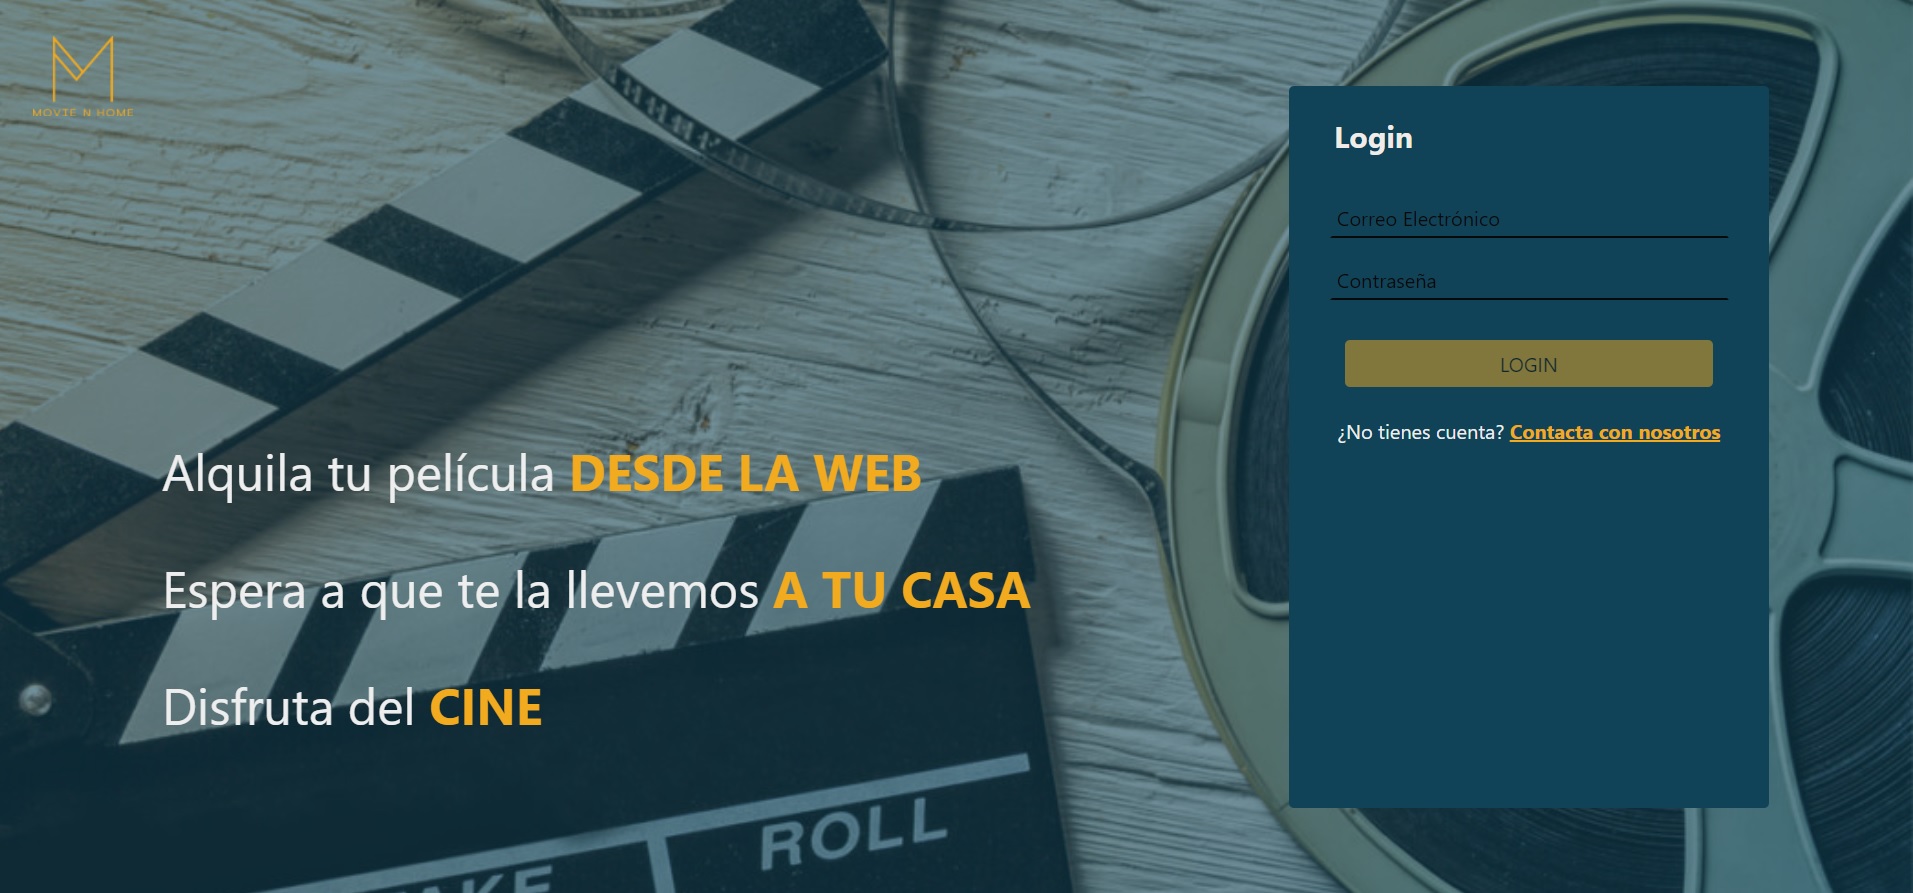 MOVIE N HOME
Login
Correo Electrónico
Contraseña
LOGIN
¿No tienes cuenta? Contacta con nosotros
Alquila tu película DESDE LA WEB
Espera a que te la llevemos A TU CASA
Disfruta del CINE
ROLL